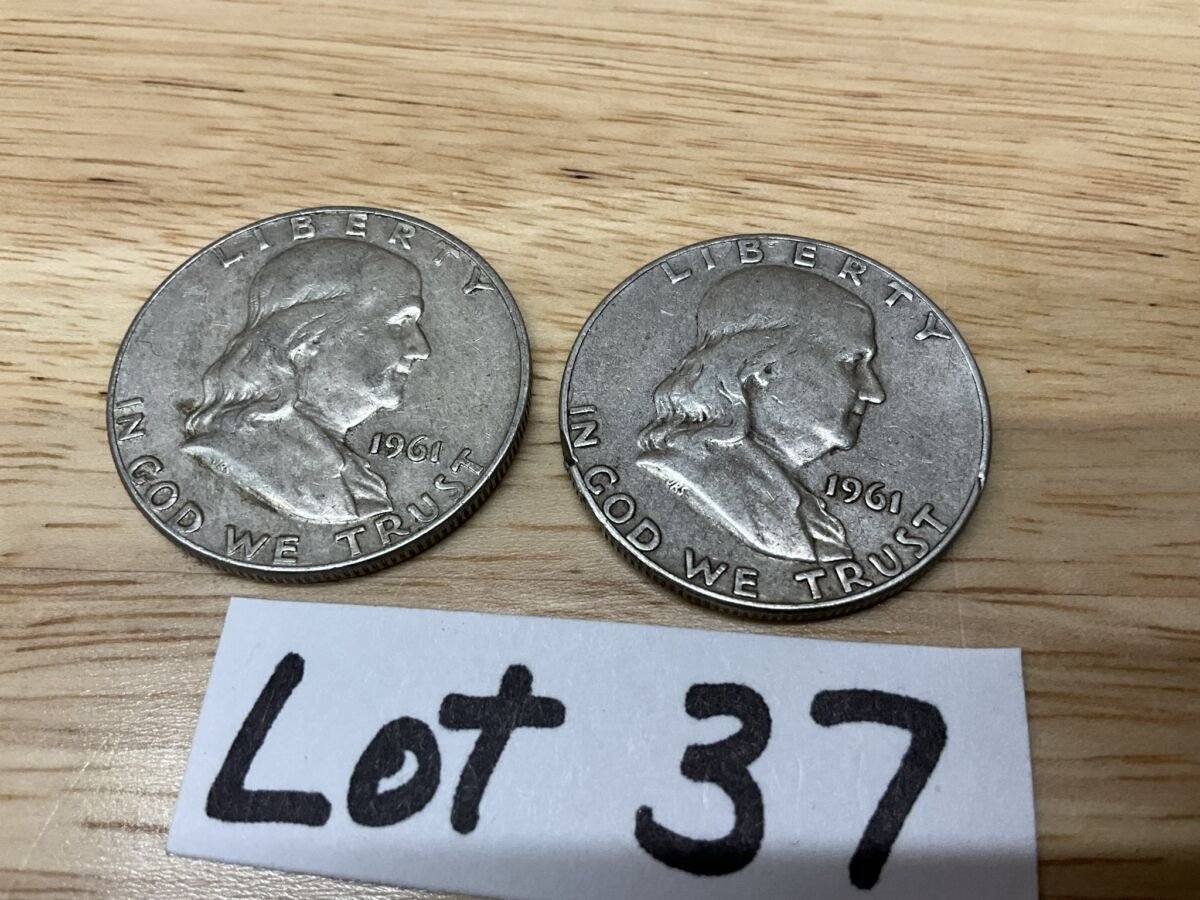 LIBERTY
1961
IN GOD WE TRUST
LIBERTY
1961
IN GOD WE TRUST
Lot 37